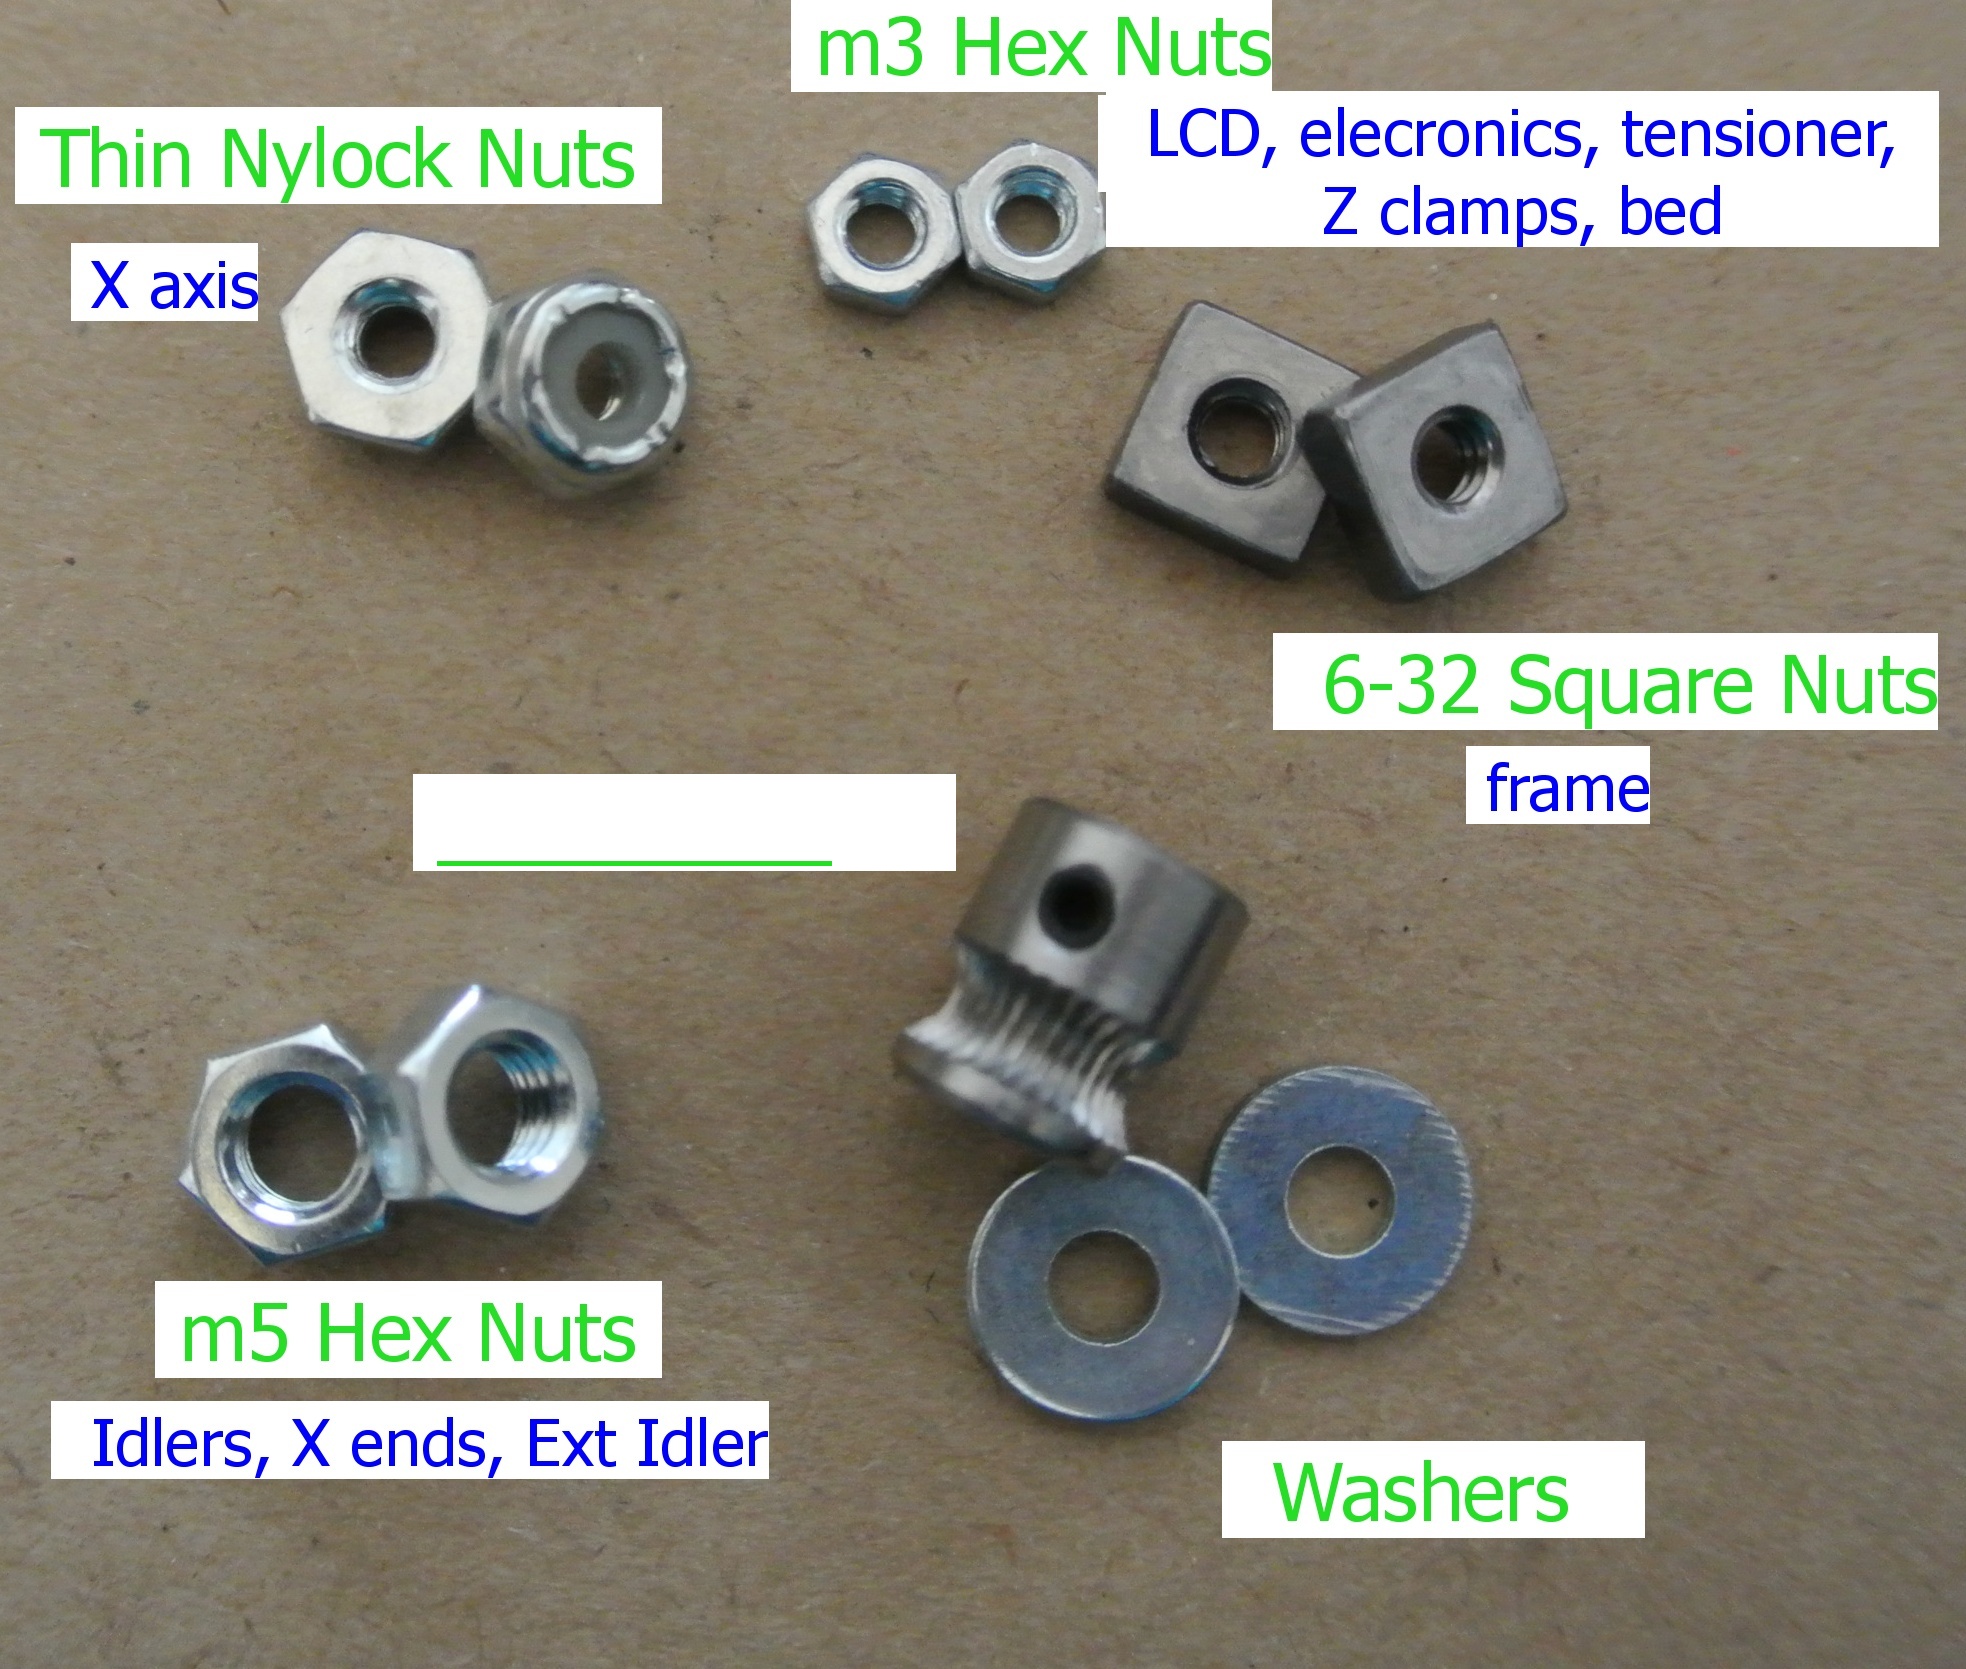 m3 Hex Nuts
LCD, elecronics, tensioner,
Z clamps, bed
Thin Nylock Nuts
X axis
6-32 Square Nuts
frame
m5 Hex Nuts
Idlers, X ends, Ext Idler
Washers